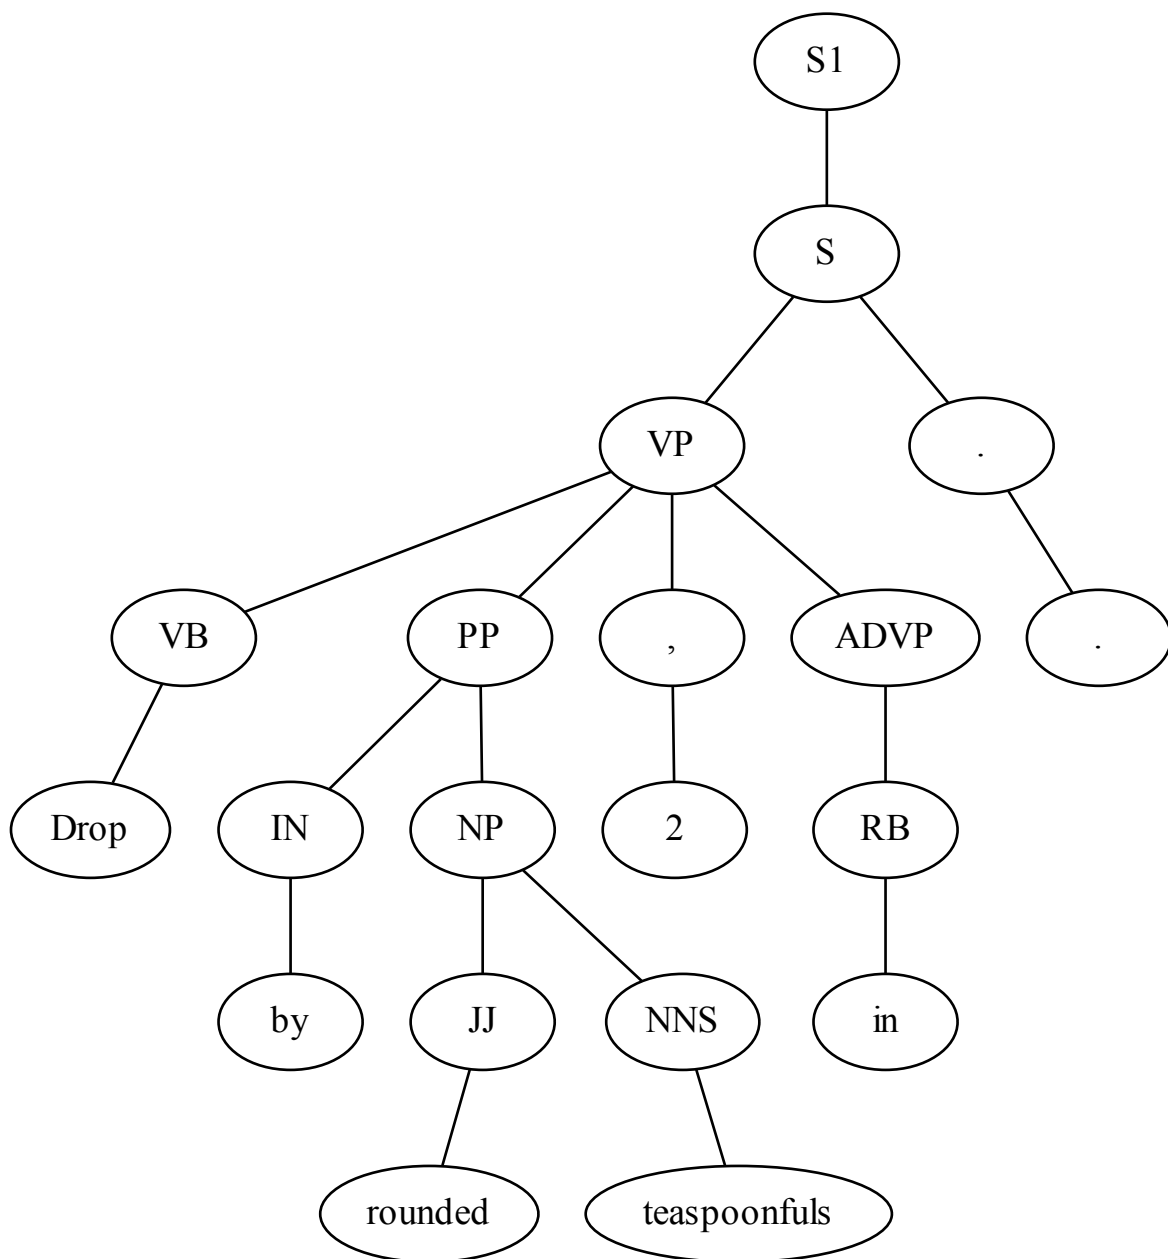 S1
S
VP .
VB PP , ADVP .
Drop IN NP 2 RB
by JJ NNS in
rounded teaspoonfuls